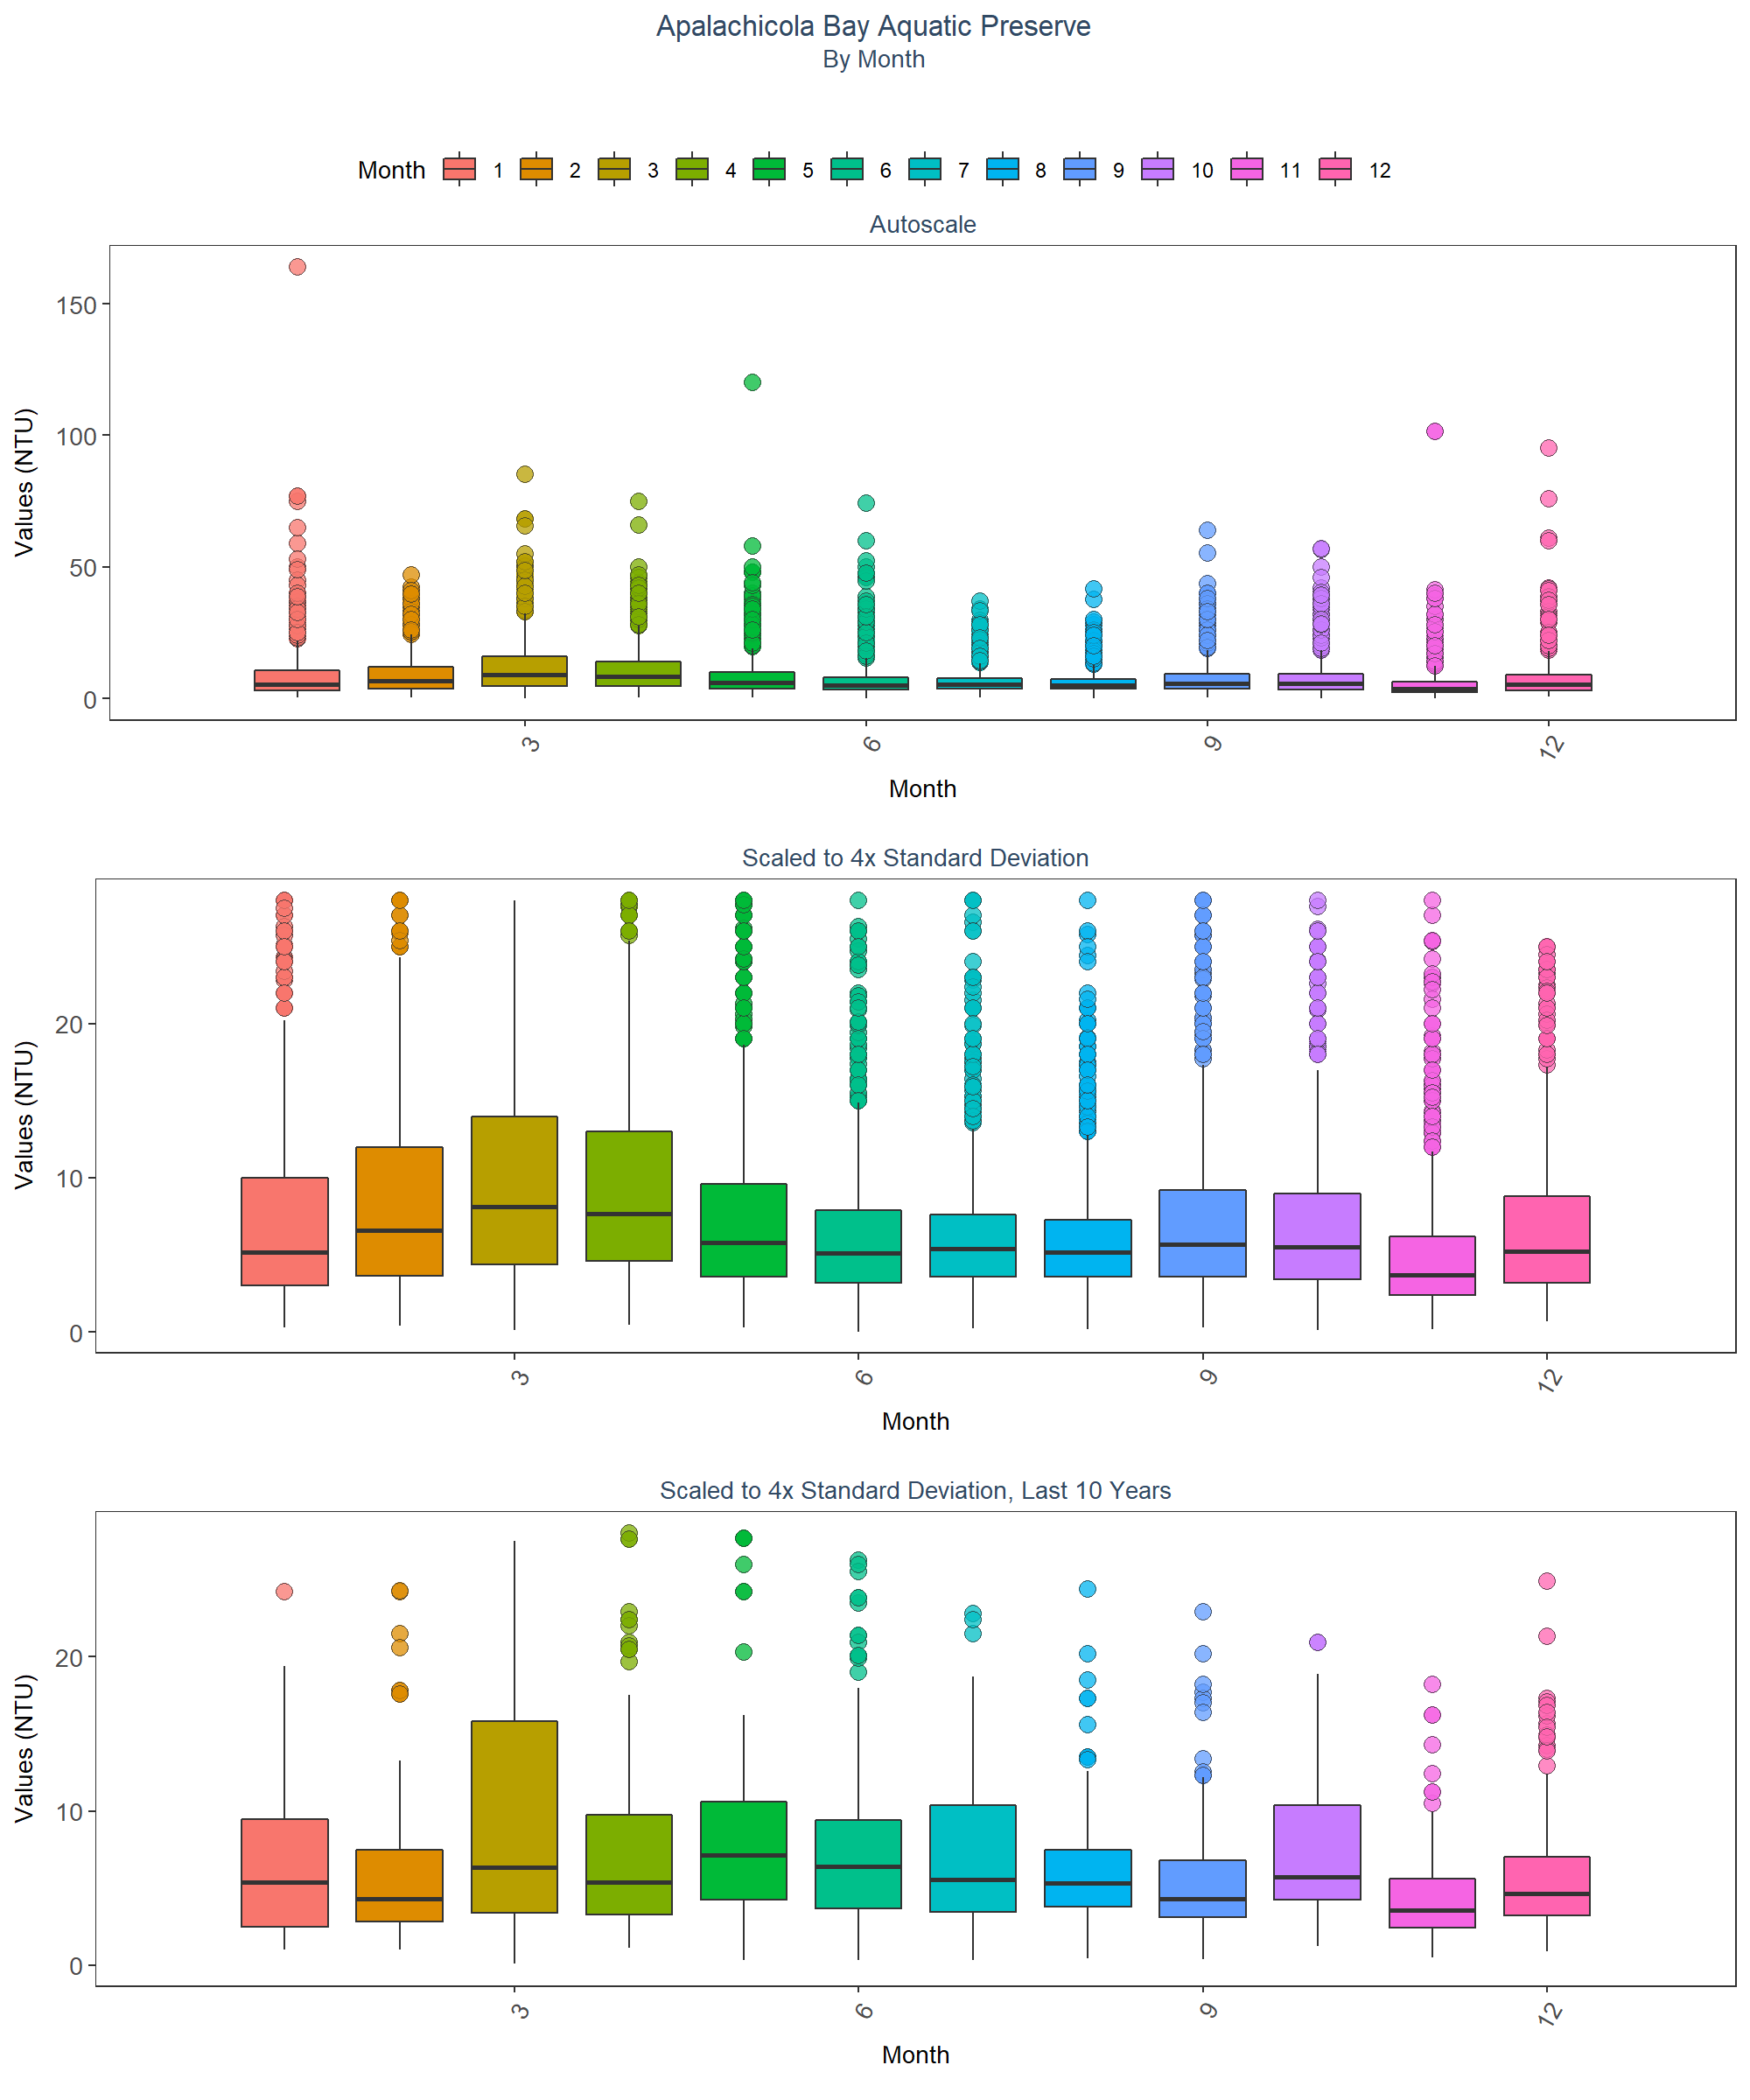 Apalachicola Bay Aquatic Preserve
By Month
Month 1 2 3 4 5 6 7 8 9 10 11 12
Autoscale
Values (NTU)
150
100
50
0
3 6 9 12
Month
Scaled to 4x Standard Deviation
Values (NTU)
20
10
0
3 6 9 12
Month
Scaled to 4x Standard Deviation, Last 10 Years
Values (NTU)
20
10
0
3 6 9 12
Month